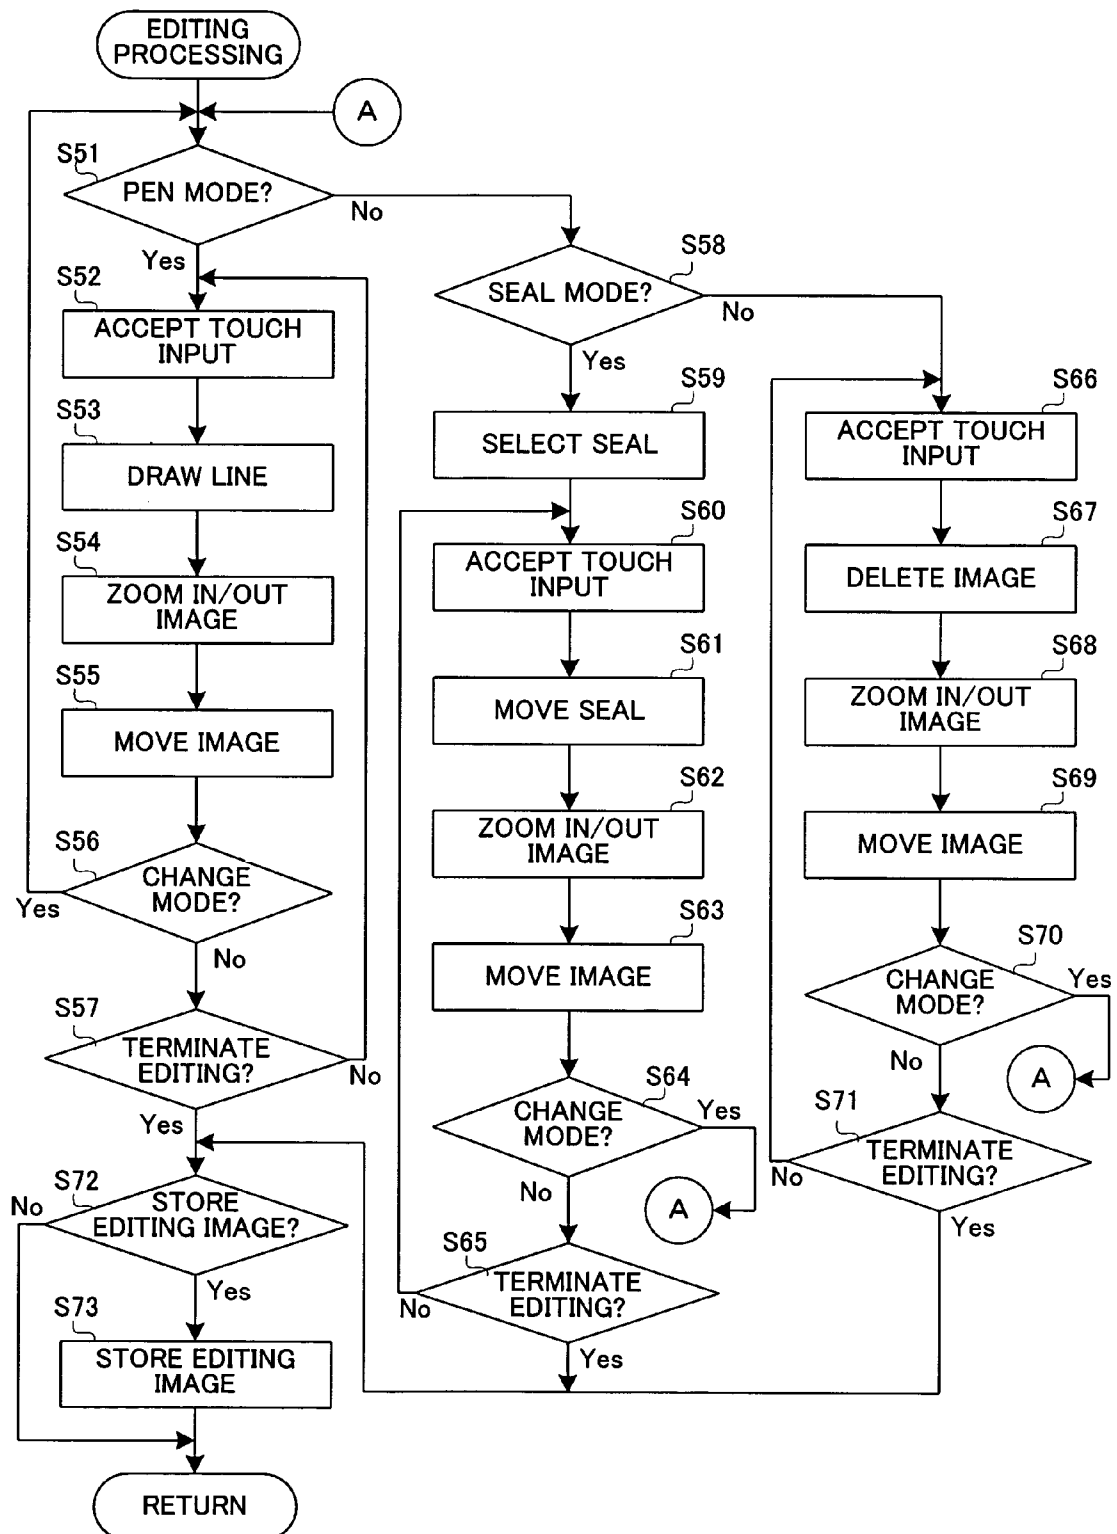 EDITING
PROCESSING
A
S51
PEN MODE?
No
Yes
S52
ACCEPT TOUCH
INPUT
S53
DRAW LINE
S54
ZOOM IN/OUT
IMAGE
S55
MOVE IMAGE
S56
CHANGE
MODE?
Yes
No
S57
TERMINATE
EDITING?
No
Yes
S58
SEAL MODE?
No
Yes
S59
SELECT SEAL
S60
ACCEPT TOUCH
INPUT
S61
MOVE SEAL
S62
ZOOM IN/OUT
IMAGE
S63
MOVE IMAGE
S64
CHANGE
MODE?
Yes
No
A
S65
TERMINATE
EDITING?
No
Yes
S66
ACCEPT TOUCH
INPUT
S67
DELETE IMAGE
S68
ZOOM IN/OUT
IMAGE
S69
MOVE IMAGE
S70
CHANGE
MODE?
Yes
No
A
S71
TERMINATE
EDITING?
No
Yes
S72
STORE
EDITING IMAGE?
No
Yes
S73
STORE EDITING
IMAGE
RETURN